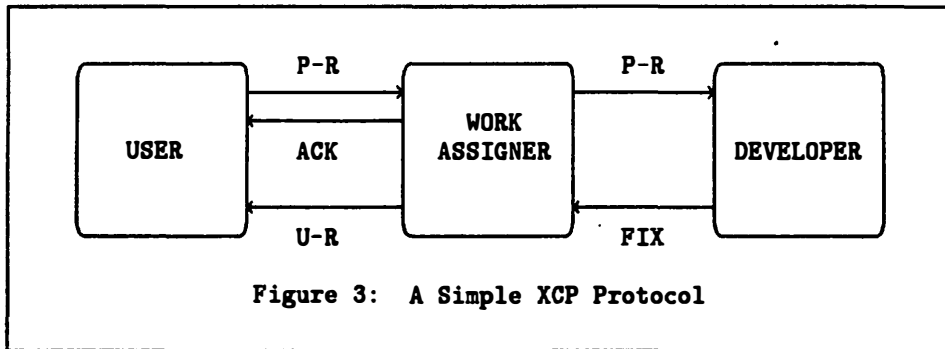 P-R P-R
USER ACK WORK ASSIGNER DEVELOPER
U-R FIX
Figure 3: A Simple XCP Protocol